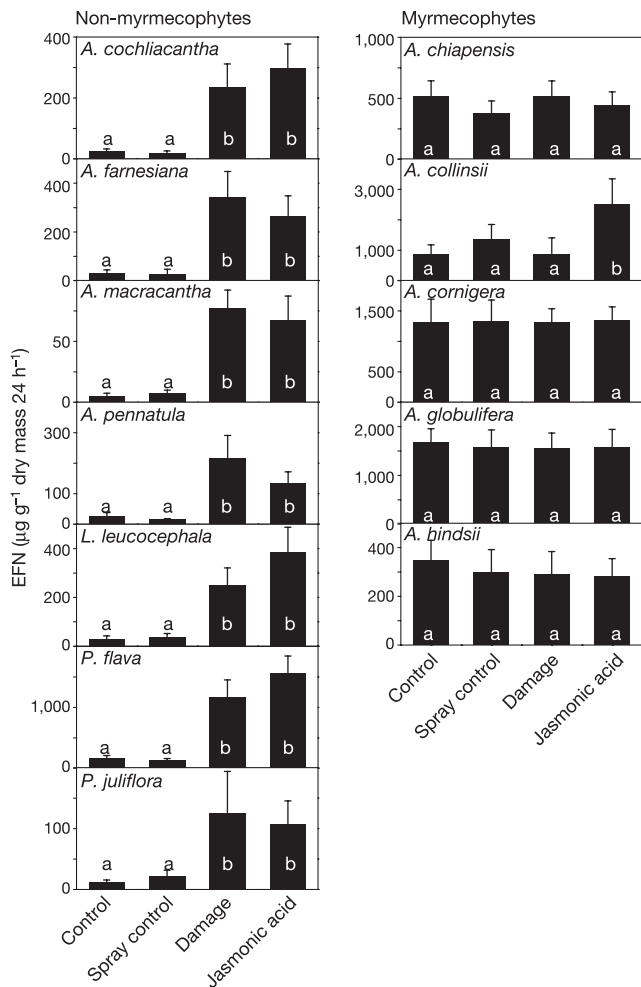 Non-myrmecophytes
A. cochliacantha
400
200
0
a a b b
A. farnesiana
400
200
0
a a b b
A. macracantha
75
0
a a b b
A. pennatula
300
100
0
a a b b
L. leucocephala
400
200
0
a a b b
P. flava
1,000
0
a a b b
P. juliflora
100
0
a a b b
EFN (µg g⁻¹ dry mass 24 h⁻¹)
Control
Spray control
Damage
Jasmonic acid
Myrmecophytes
1,000
A. chiapensis
500
0
a a a a
A. collinsii
3,000
1,000
0
a a a b
A. cornigera
1,500
500
0
a a a a
A. globulifera
2,000
1,000
0
a a a a
A. hindsii
400
200
0
a a a a
Control
Spray control
Damage
Jasmonic acid